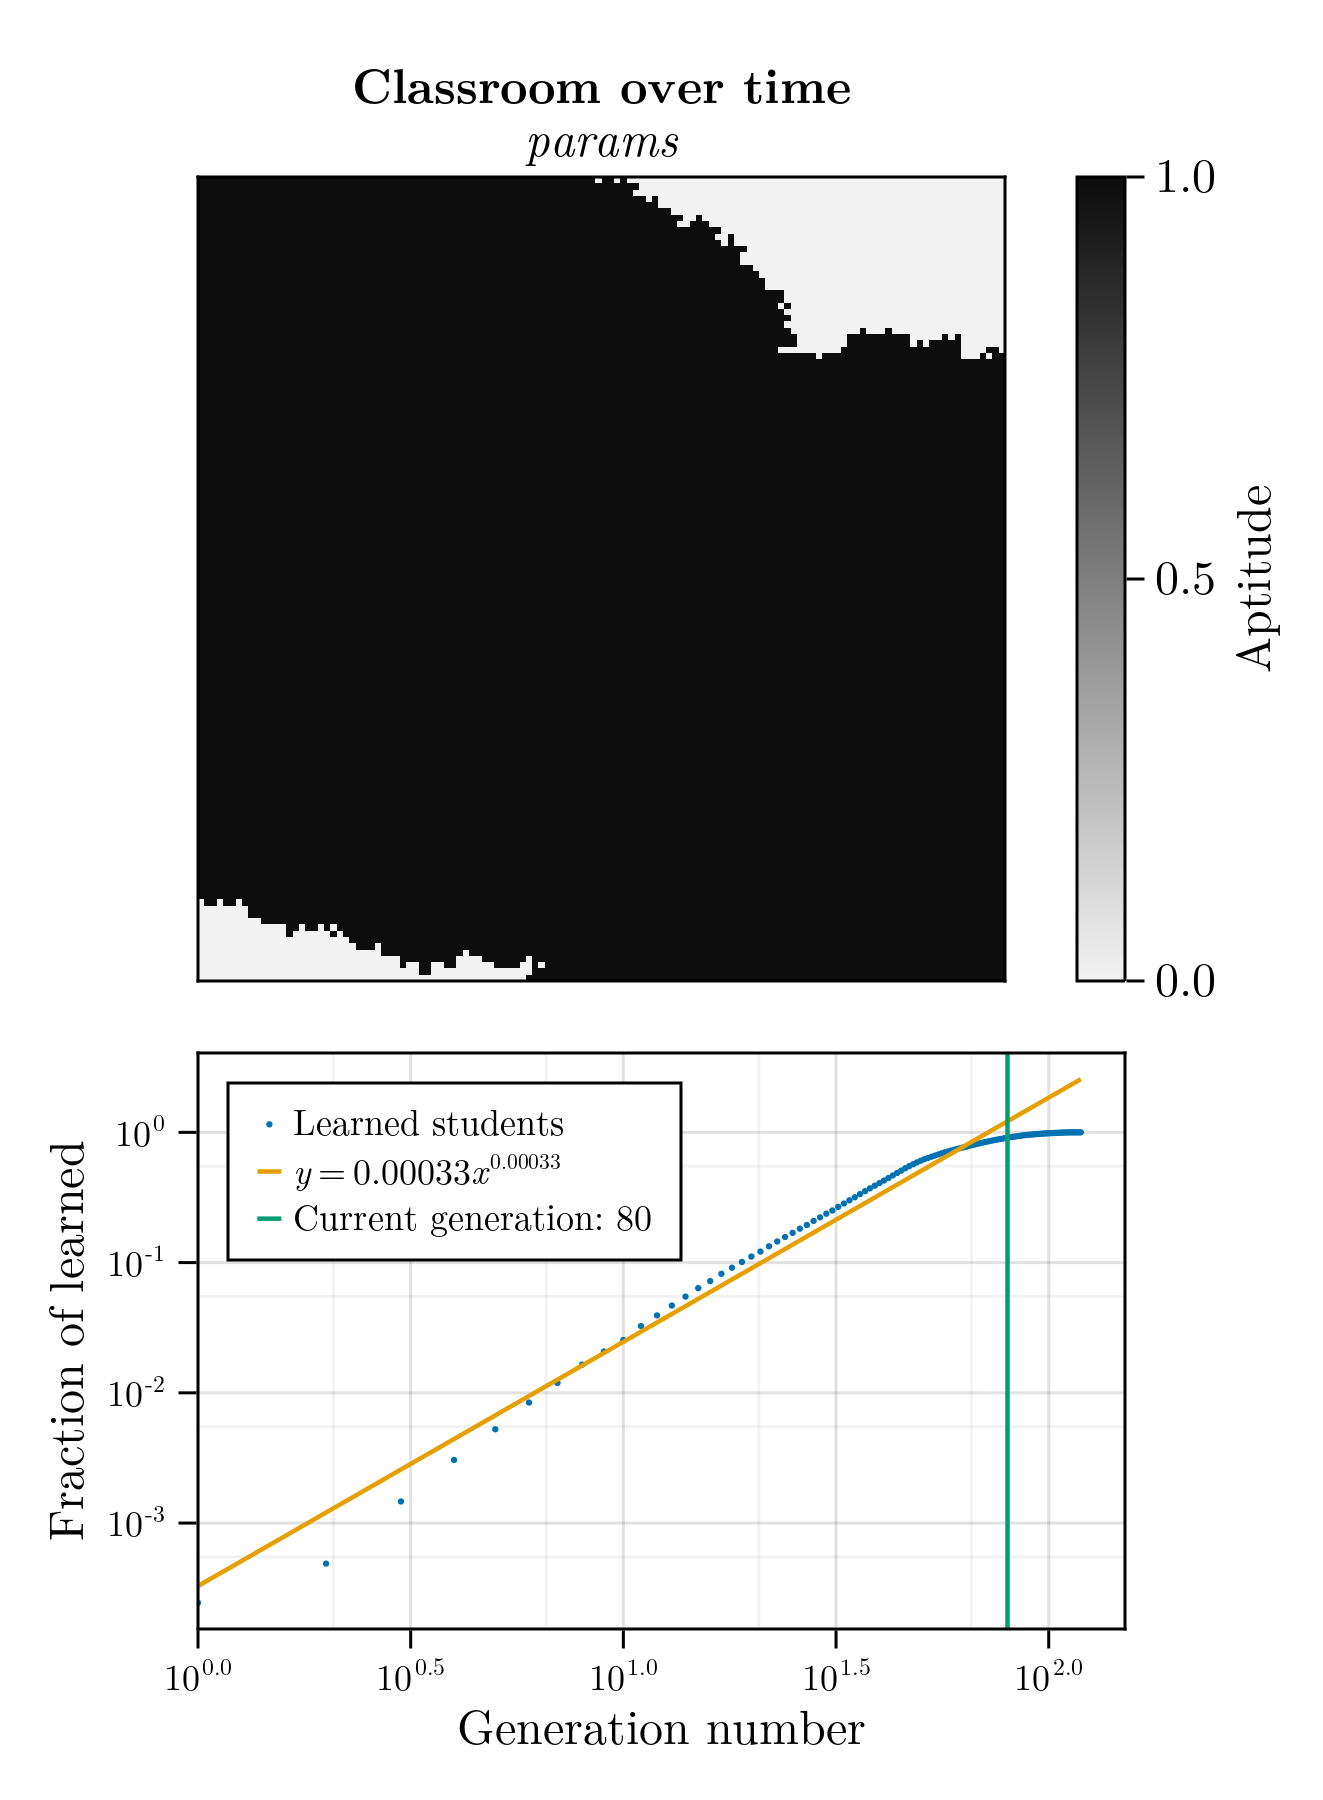 Classroom over time
params
1.0
0.5
0.0
Aptitude
Learned students
y = 0.00033x^0.00033
Current generation: 80
10^0
10^-1
10^-2
10^-3
Fraction of learned
10^0.0 10^0.5 10^1.0 10^1.5 10^2.0
Generation number